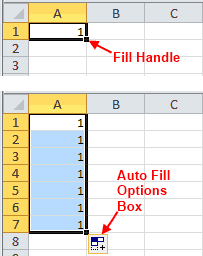 A B C
1 1
2 Fill Handle
3
A B C
1 1
2 1
3 1
4 1 Auto Fill
5 1 Options
6 1 Box
7 1
8
9